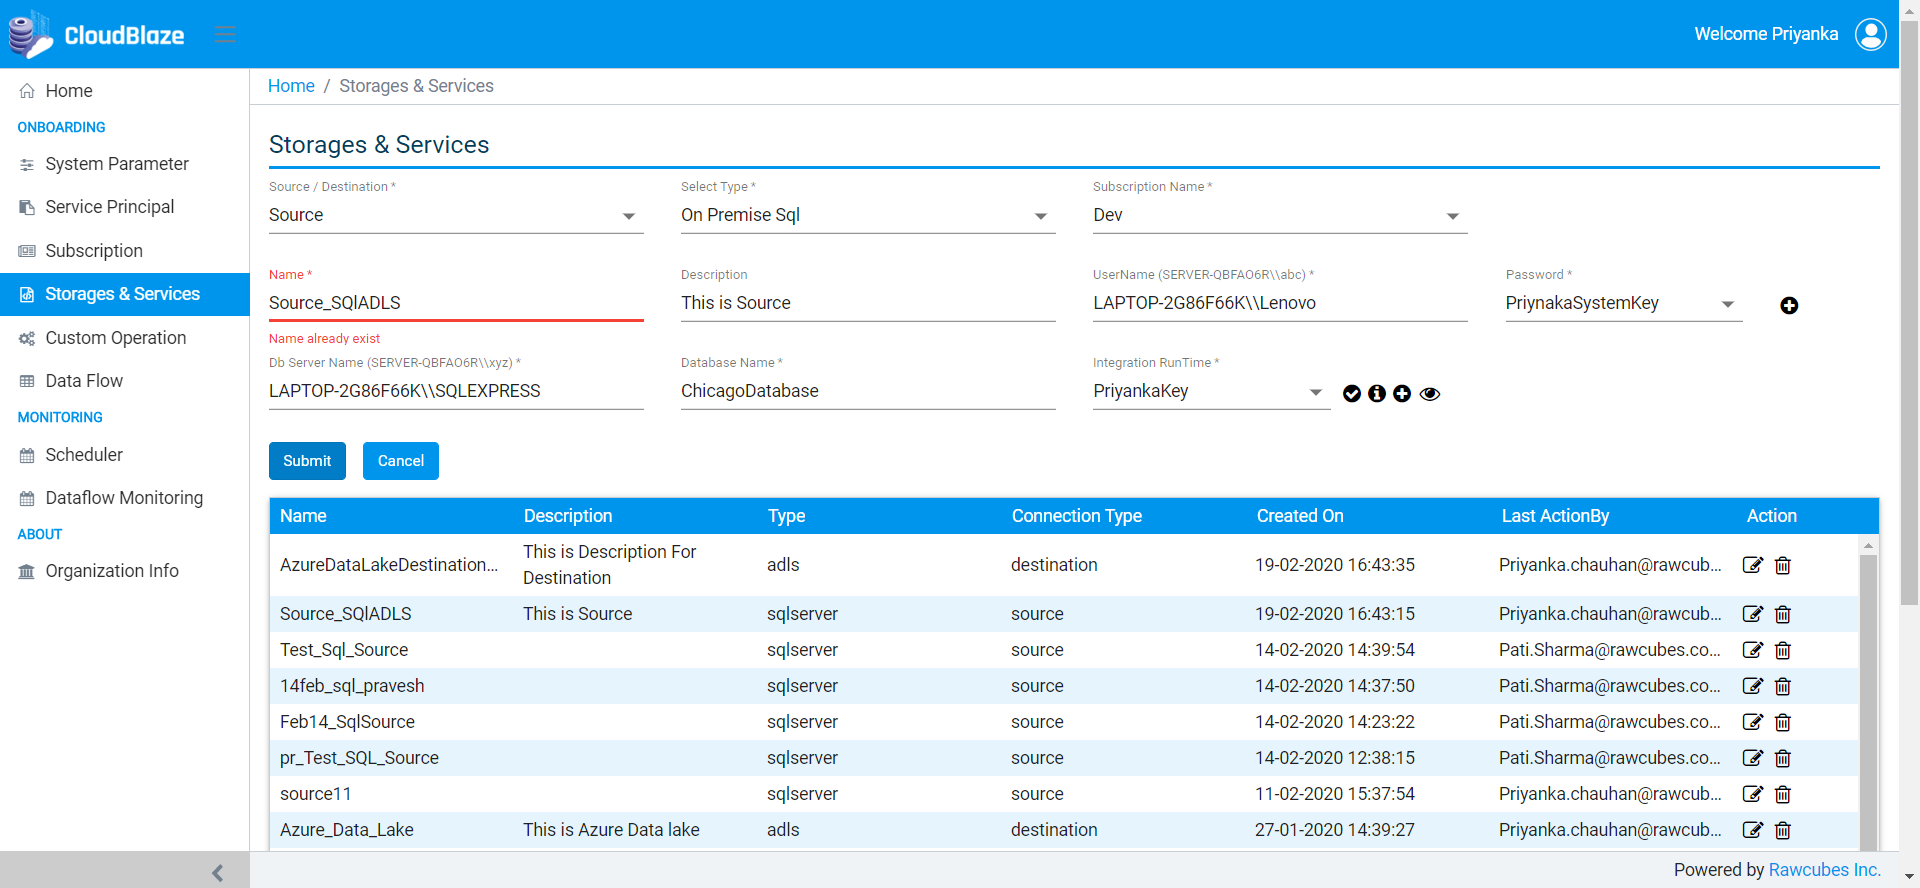 CloudBlaze
Welcome Priyanka
Home
ONBOARDING
System Parameter
Service Principal
Subscription
Storages & Services
Custom Operation
Data Flow
MONITORING
Scheduler
Dataflow Monitoring
ABOUT
Organization Info
Home / Storages & Services
Storages & Services
Source / Destination * Select Type * Subscription Name *
Source On Premise Sql Dev
Name * Description UserName (SERVER-QBFAO6R\\abc) * Password *
Source_SQlADLS This is Source LAPTOP-2G86F66K\\Lenovo PriynakaSystemKey
Name already exist
Db Server Name (SERVER-QBFAO6R\\xyz) * Database Name * Integration RunTime *
LAPTOP-2G86F66K\\SQLEXPRESS ChicagoDatabase PriyankaKey
Submit Cancel
Name Description Type Connection Type Created On Last ActionBy Action
AzureDataLakeDestination... This is Description For Destination adls destination 19-02-2020 16:43:35 Priyanka.chauhan@rawcub...
Source_SQlADLS This is Source sqlserver source 19-02-2020 16:43:15 Priyanka.chauhan@rawcub...
Test_Sql_Source sqlserver source 14-02-2020 14:39:54 Pati.Sharma@rawcubes.co...
14feb_sql_pravesh sqlserver source 14-02-2020 14:37:50 Pati.Sharma@rawcubes.co...
Feb14_SqlSource sqlserver source 14-02-2020 14:23:22 Pati.Sharma@rawcubes.co...
pr_Test_SQL_Source sqlserver source 14-02-2020 12:38:15 Pati.Sharma@rawcubes.co...
source11 sqlserver source 11-02-2020 15:37:54 Priyanka.chauhan@rawcub...
Azure_Data_Lake This is Azure Data lake adls destination 27-01-2020 14:39:27 Priyanka.chauhan@rawcub...
Powered by Rawcubes Inc.